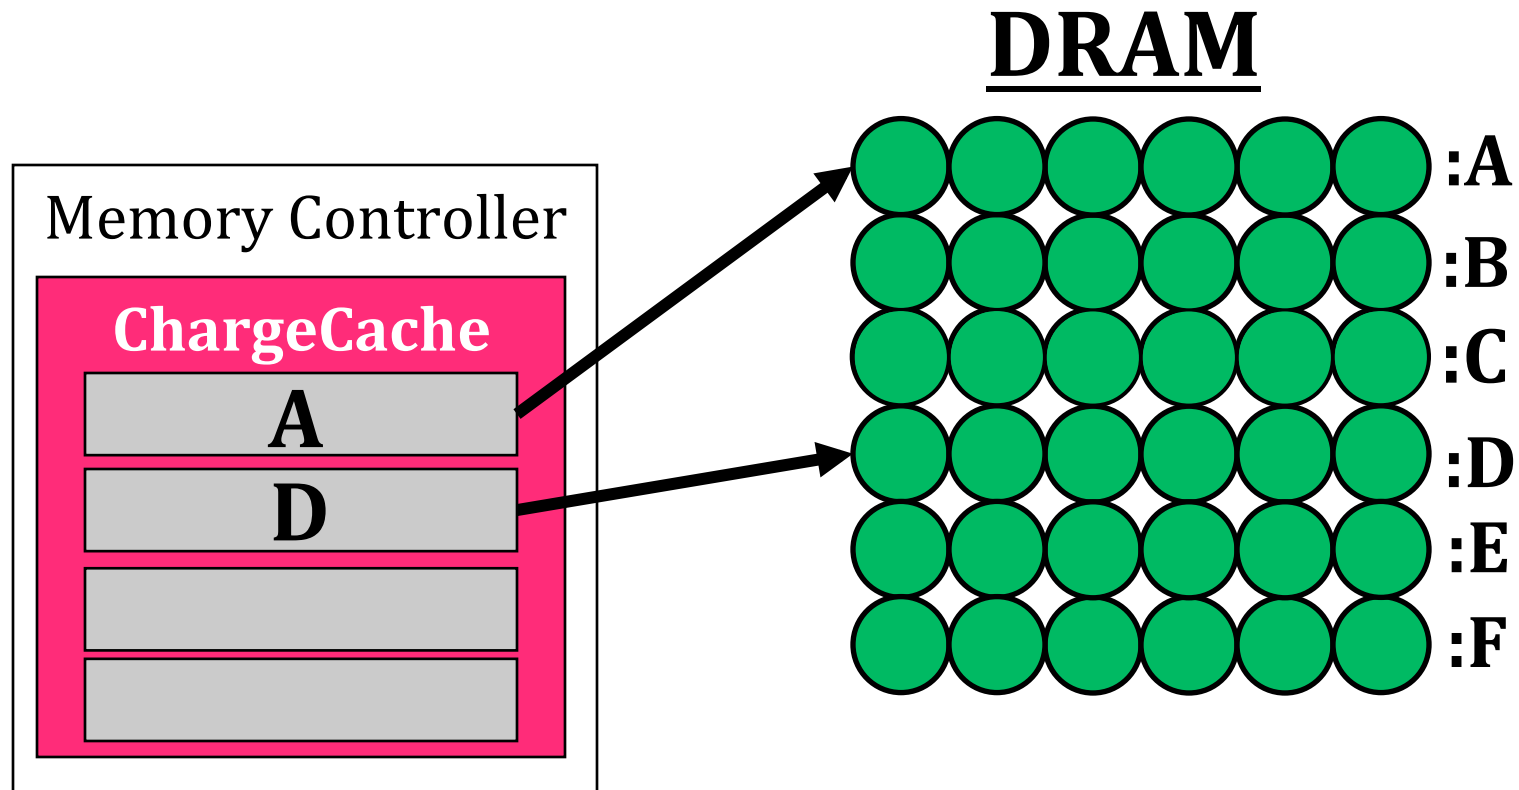 DRAM
Memory Controller
ChargeCache
A
D
:A
:B
:C
:D
:E
:F